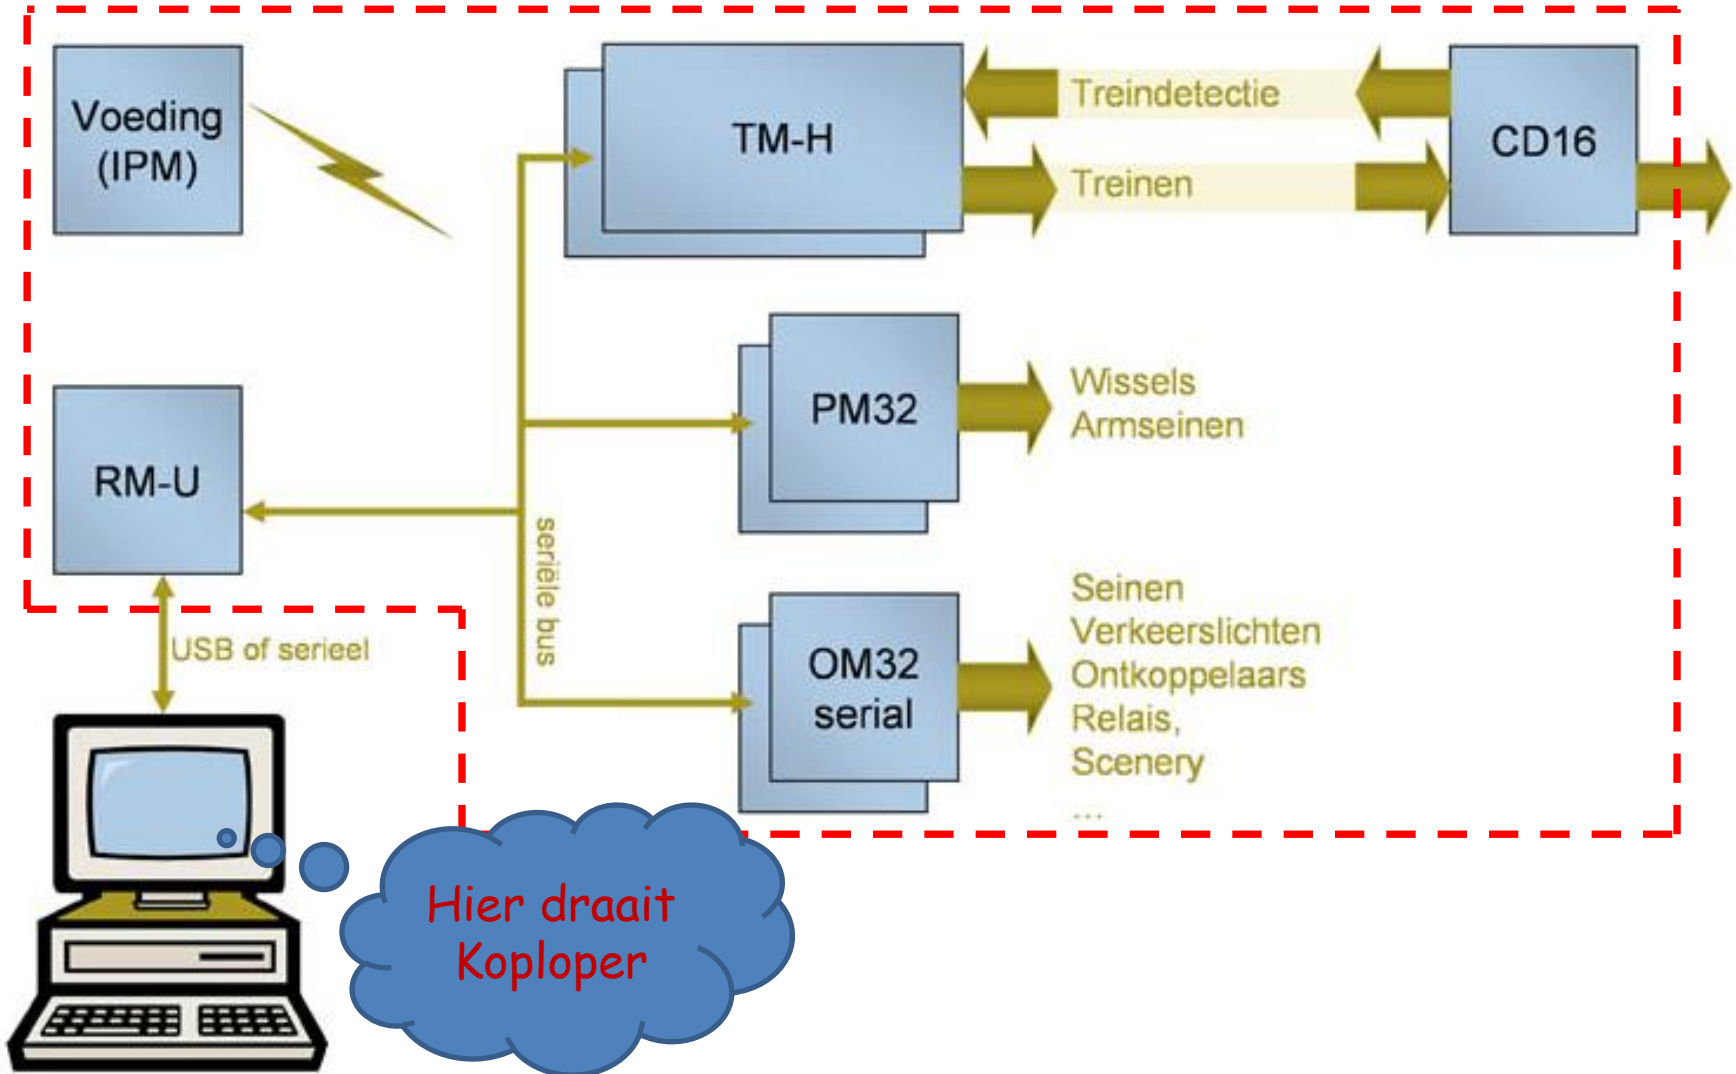 Voeding
(IPM)
TM-H
Treindetectie
Treinen
CD16
PM32
Wissels
Armseinen
RM-U
seriële bus
USB of serieel
OM32
serial
Seinen
Verkeerslichten
Ontkoppelaars
Relais,
Scenery
...
Hier draait
Koploper